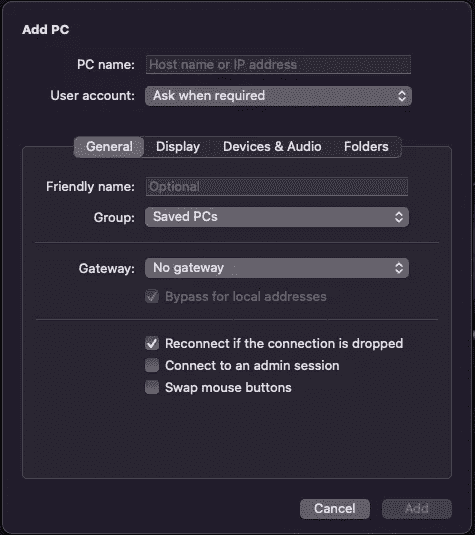 Add PC
PC name: Host name or IP address
User account: Ask when required
General Display Devices & Audio Folders
Friendly name: Optional
Group: Saved PCs
Gateway: No gateway
Bypass for local addresses
Reconnect if the connection is dropped
Connect to an admin session
Swap mouse buttons
Cancel Add